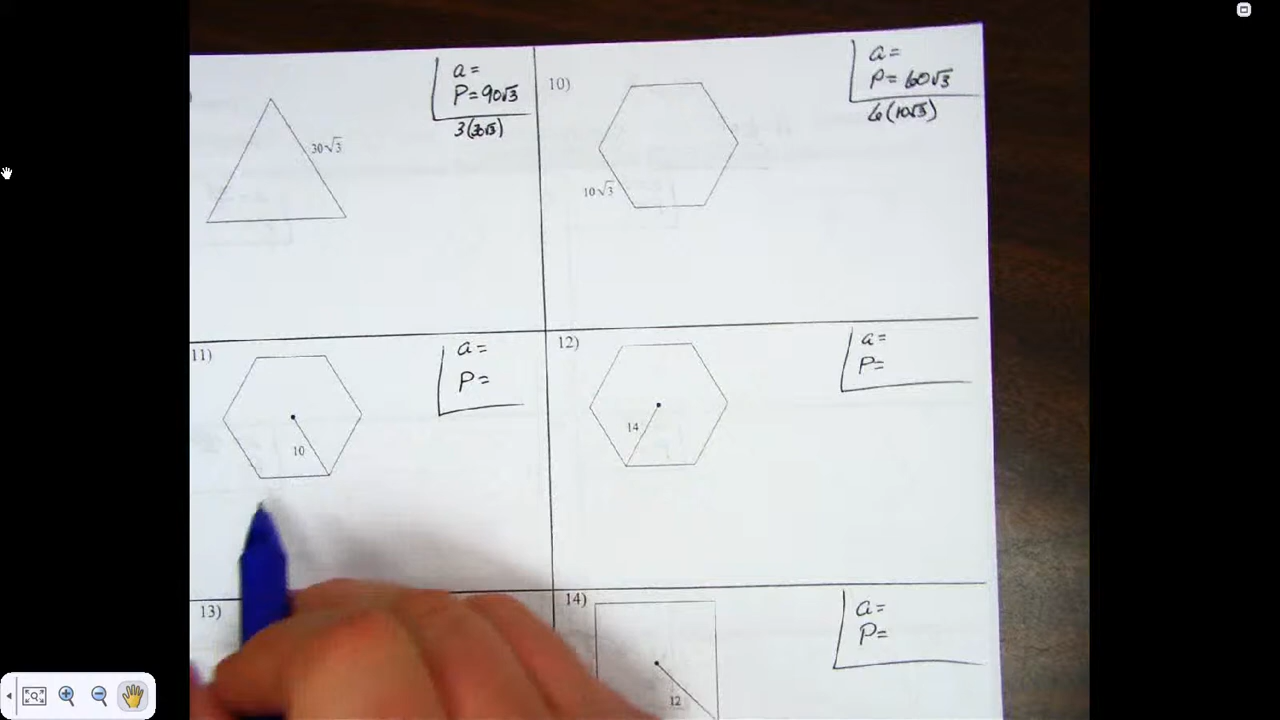 a=
P=90√3
3(30√3)
30√3
10)
a=
P=60√3
6(10√3)
10√3
11)
a=
P=
10
12)
a=
P=
14
13)
14)
a=
P=
12